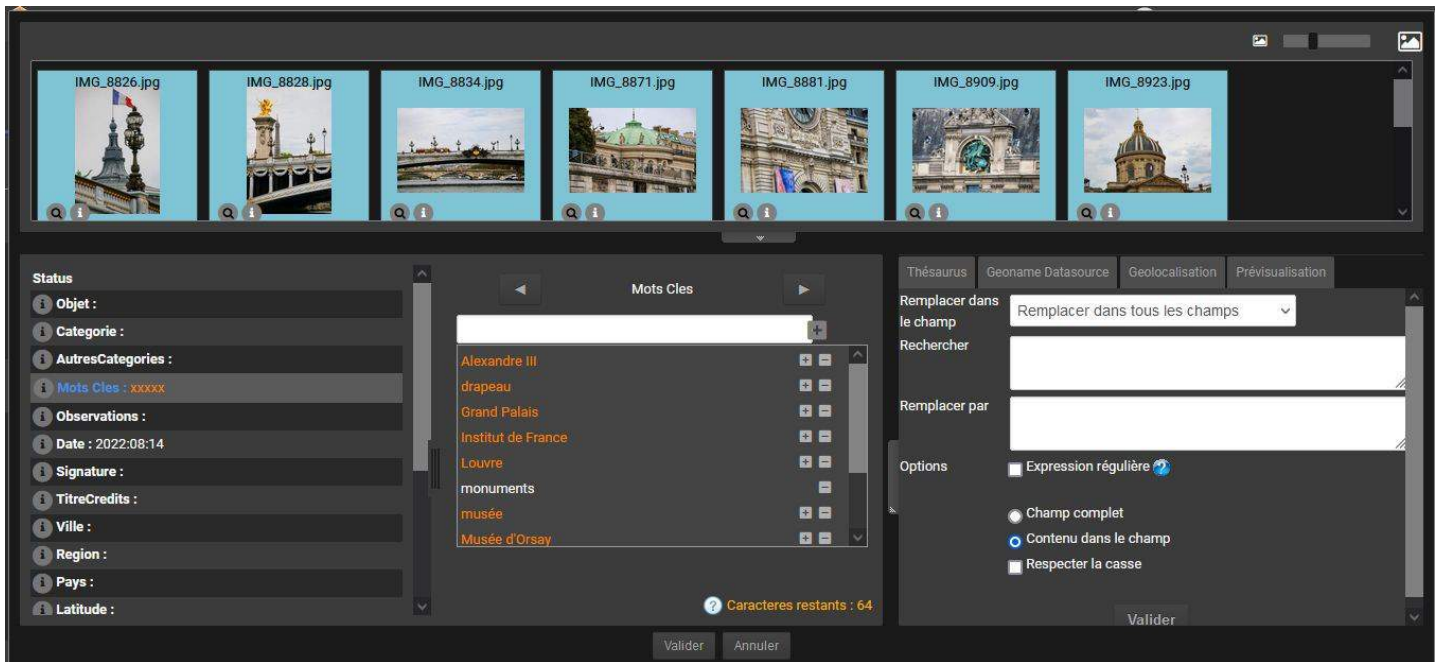 IMG_8826.jpg
IMG_8828.jpg
IMG_8834.jpg
IMG_8871.jpg
IMG_8881.jpg
IMG_8909.jpg
IMG_8923.jpg
Status
Objet :
Categorie :
AutresCategories :
Mots Cles : xxxxx
Observations :
Date : 2022:08:14
Signature :
TitreCredits :
Ville :
Region :
Pays :
Latitude :
Mots Cles
Alexandre III
drapeau
Grand Palais
Institut de France
Louvre
monuments
musée
Musée d'Orsay
Caracteres restants : 64
Thésaurus
Geoname Datasource
Geolocalisation
Prévisualisation
Remplacer dans
le champ
Remplacer dans tous les champs
Rechercher
Remplacer par
Options
Expression régulière
Champ complet
Contenu dans le champ
Respecter la casse
Valider
Valider
Annuler